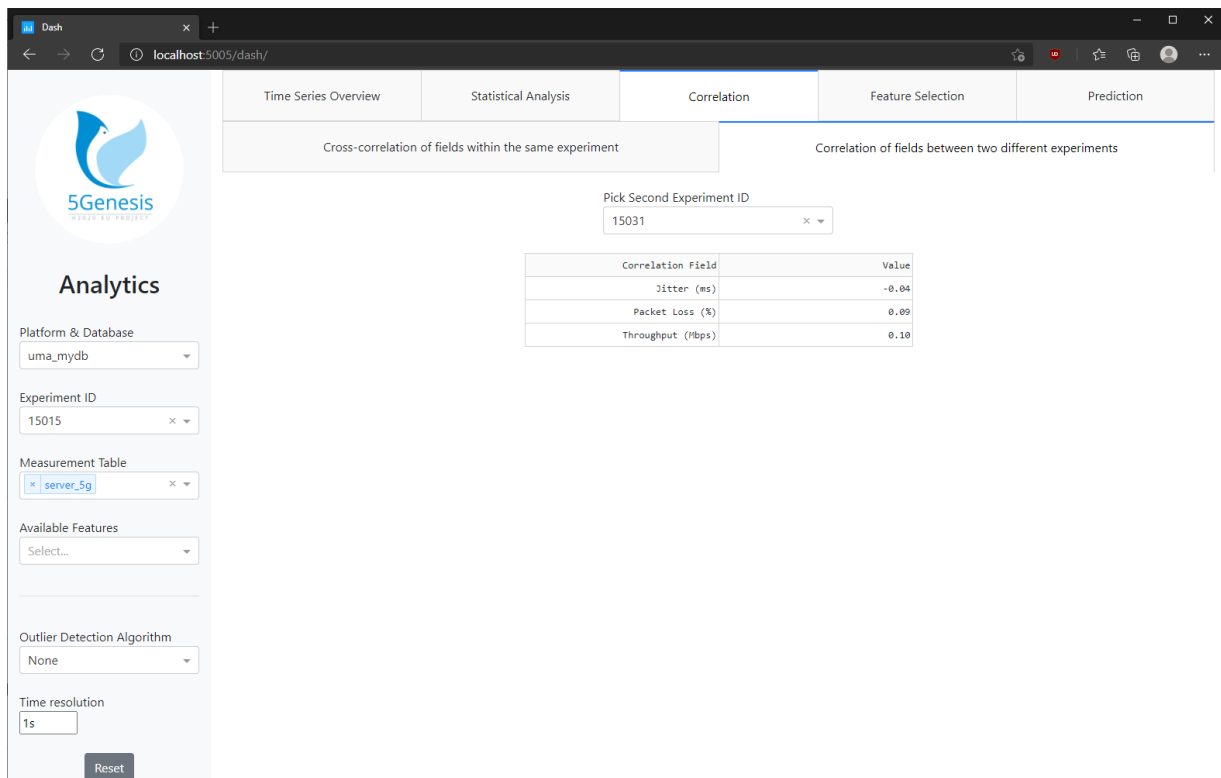 Dash
localhost:5005/dash/
5Genesis
H2020 EU PROJECT
Analytics
Platform & Database
uma_mydb
Experiment ID
15015
Measurement Table
server_5g
Available Features
Select...
Outlier Detection Algorithm
None
Time resolution
1s
Reset
Time Series Overview Statistical Analysis Correlation Feature Selection Prediction
Cross-correlation of fields within the same experiment Correlation of fields between two different experiments
Pick Second Experiment ID
15031
Correlation Field Value
Jitter (ms) -0.04
Packet Loss (%) 0.09
Throughput (Mbps) 0.10